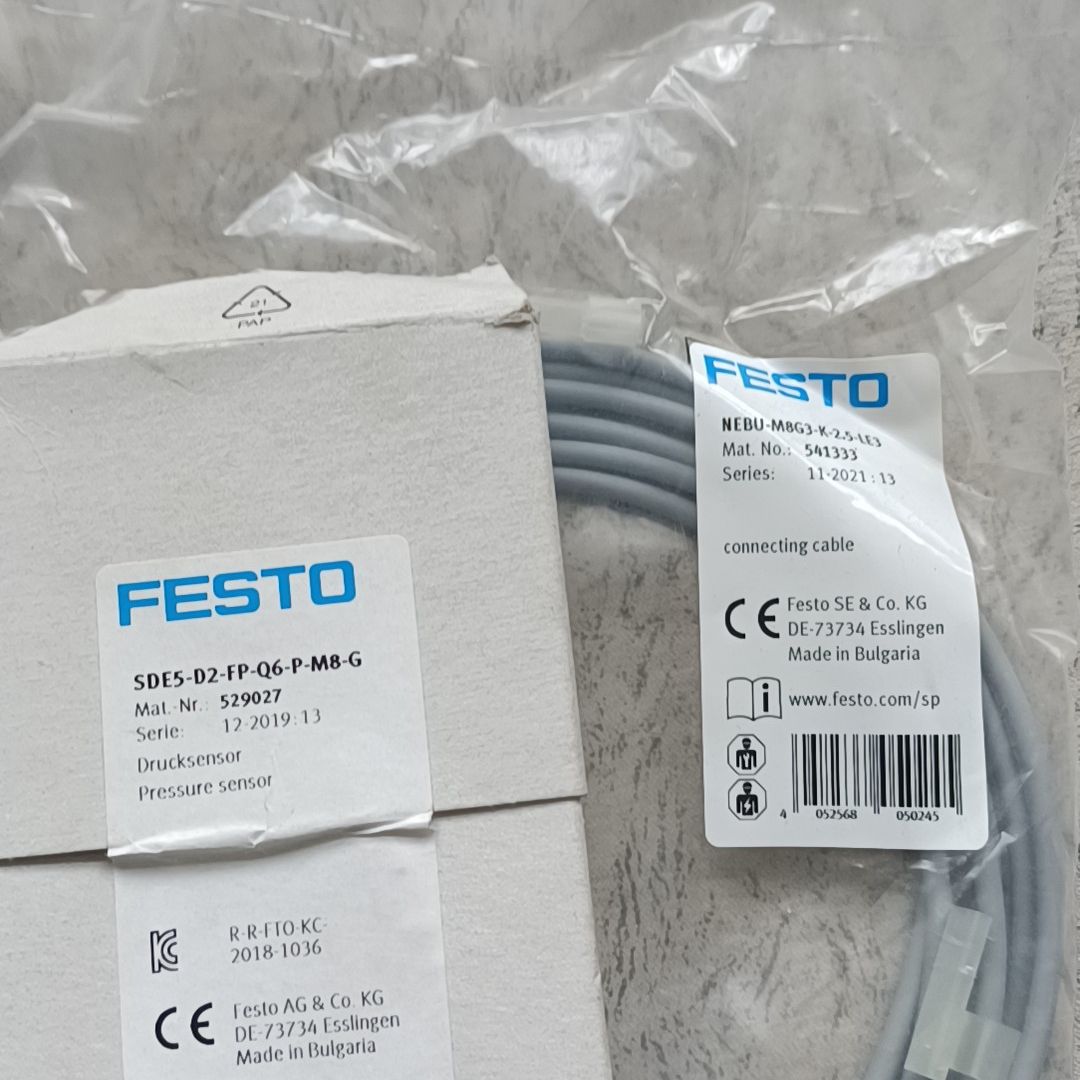 21
PAP
FESTO
SDE5-D2-FP-Q6-P-M8-G
Mat.-Nr.: 529027
Serie: 12-2019:13
Drucksensor
Pressure sensor
R-R-FTO-KC-
2018-1036
CE
Festo AG & Co. KG
DE-73734 Esslingen
Made in Bulgaria
FESTO
NEBU-M8G3-K-2.5-LE3
Mat. No.: 541333
Series: 11-2021:13
connecting cable
CE
Festo SE & Co. KG
DE-73734 Esslingen
Made in Bulgaria
i
www.festo.com/sp
4 052568 050245